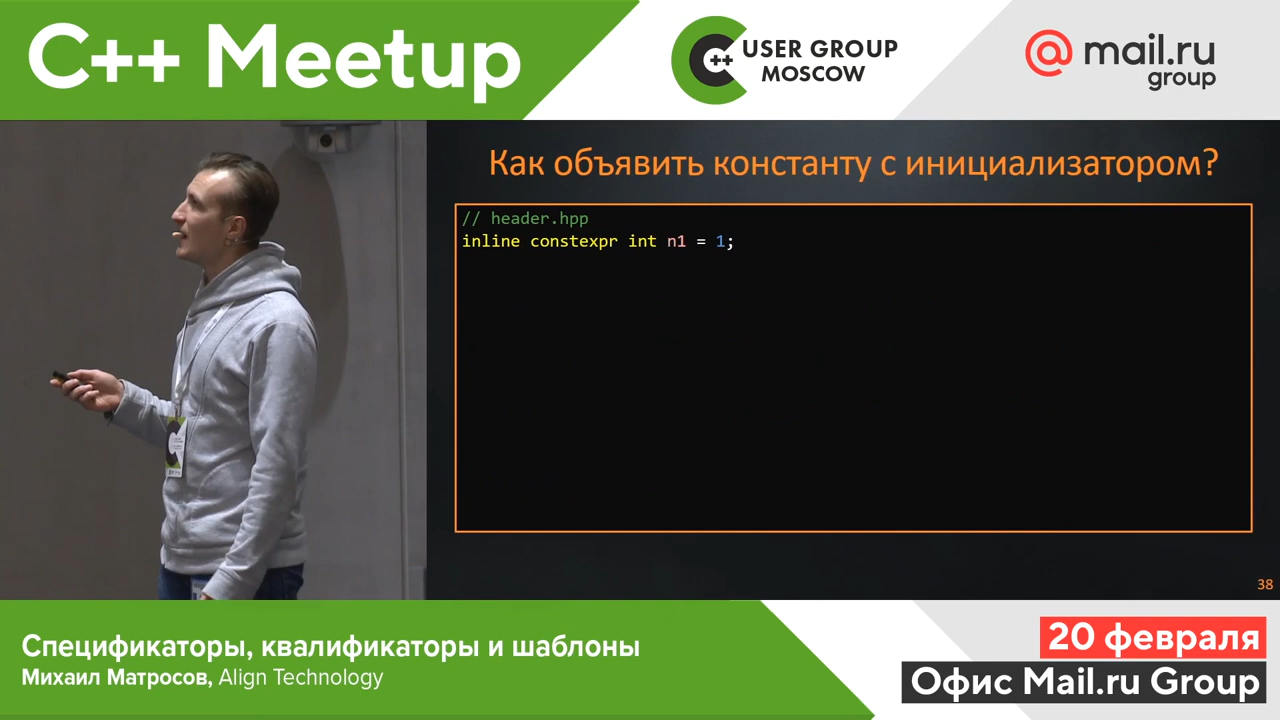 C++ Meetup
C++ USER GROUP
MOSCOW
@mail.ru
group
Как объявить константу с инициализатором?
// header.hpp
inline constexpr int n1 = 1;
38
Спецификаторы, квалификаторы и шаблоны
Михаил Матросов, Align Technology
20 февраля
Офис Mail.ru Group